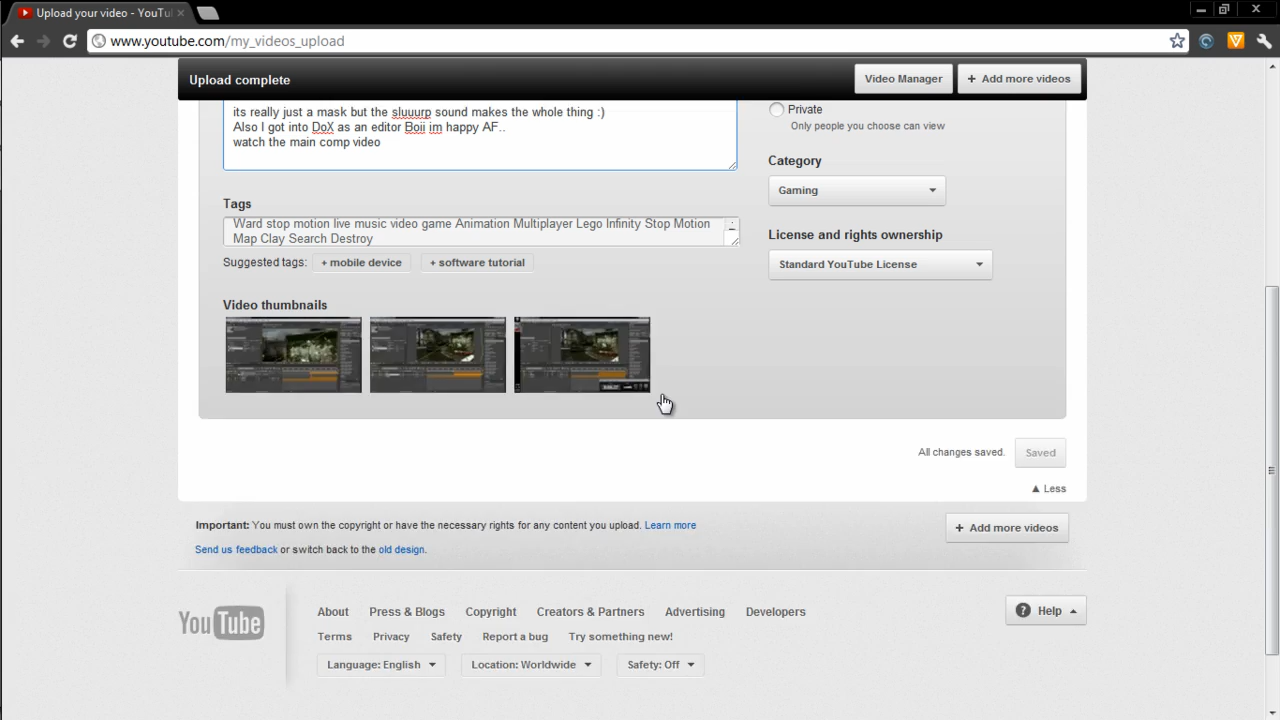 Upload your video - YouTu
www.youtube.com/my_videos_upload
Upload complete
Video Manager
+ Add more videos
its really just a mask but the sluuurp sound makes the whole thing :)
Also I got into DoX as an editor Boii im happy AF..
watch the main comp video
Private
Only people you choose can view
Category
Gaming
Tags
Ward stop motion live music video game Animation Multiplayer Lego Infinity Stop Motion
Map Clay Search Destroy
License and rights ownership
Standard YouTube License
Suggested tags: + mobile device + software tutorial
Video thumbnails
All changes saved. Saved
Less
Important: You must own the copyright or have the necessary rights for any content you upload. Learn more
+ Add more videos
Send us feedback or switch back to the old design.
YouTube
About Press & Blogs Copyright Creators & Partners Advertising Developers
Help
Terms Privacy Safety Report a bug Try something new!
Language: English Location: Worldwide Safety: Off